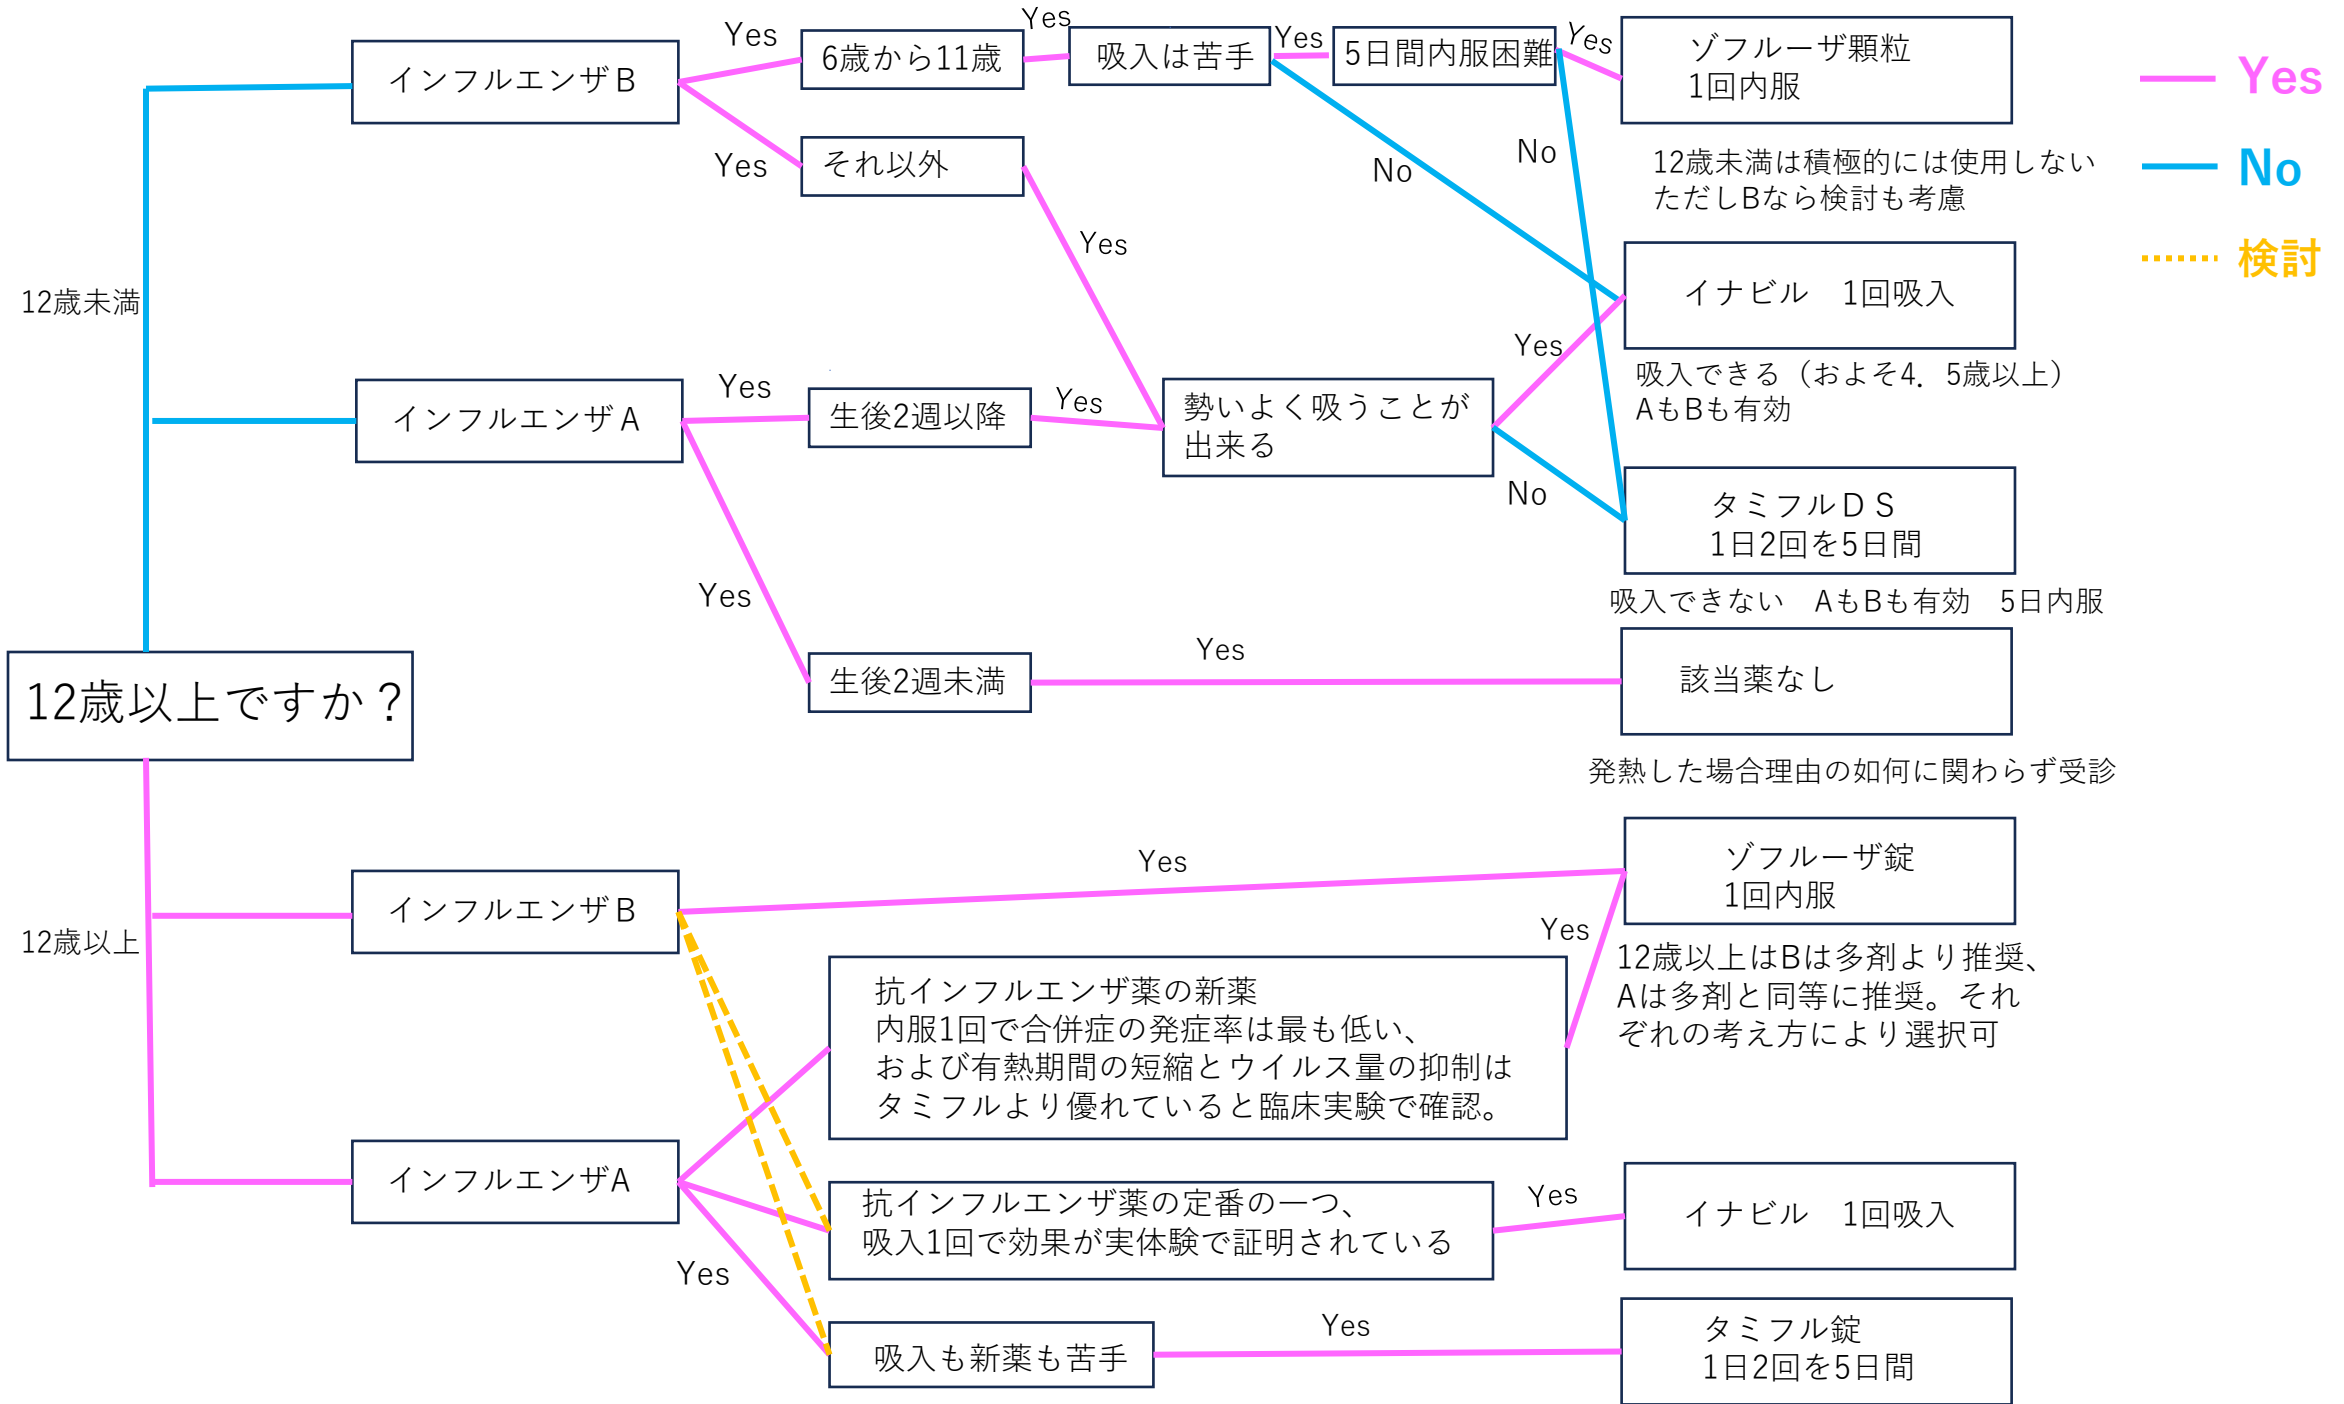 Yes
インフルエンザＢ
Yes
6歳から11歳
Yes
吸入は苦手
Yes
5日間内服困難
Yes
ゾフルーザ顆粒
1回内服
Yes
No
検討
Yes
それ以外
No
No
12歳未満は積極的には使用しない
ただしBなら検討も考慮
Yes
12歳未満
イナビル　1回吸入
Yes
吸入できる（およそ4．5歳以上）
AもBも有効
インフルエンザＡ
Yes
生後2週以降
Yes
勢いよく吸うことが
出来る
No
タミフルＤＳ
1日2回を5日間
吸入できない　AもBも有効　5日内服
Yes
生後2週未満
Yes
該当薬なし
発熱した場合理由の如何に関わらず受診
12歳以上ですか？
12歳以上
インフルエンザＢ
Yes
ゾフルーザ錠
1回内服
Yes
12歳以上はBは多剤より推奨、
Aは多剤と同等に推奨。それ
ぞれの考え方により選択可
抗インフルエンザ薬の新薬
内服1回で合併症の発症率は最も低い、
および有熱期間の短縮とウイルス量の抑制は
タミフルより優れていると臨床実験で確認。
インフルエンザA
抗インフルエンザ薬の定番の一つ、
吸入1回で効果が実体験で証明されている
Yes
イナビル　1回吸入
Yes
吸入も新薬も苦手
Yes
タミフル錠
1日2回を5日間